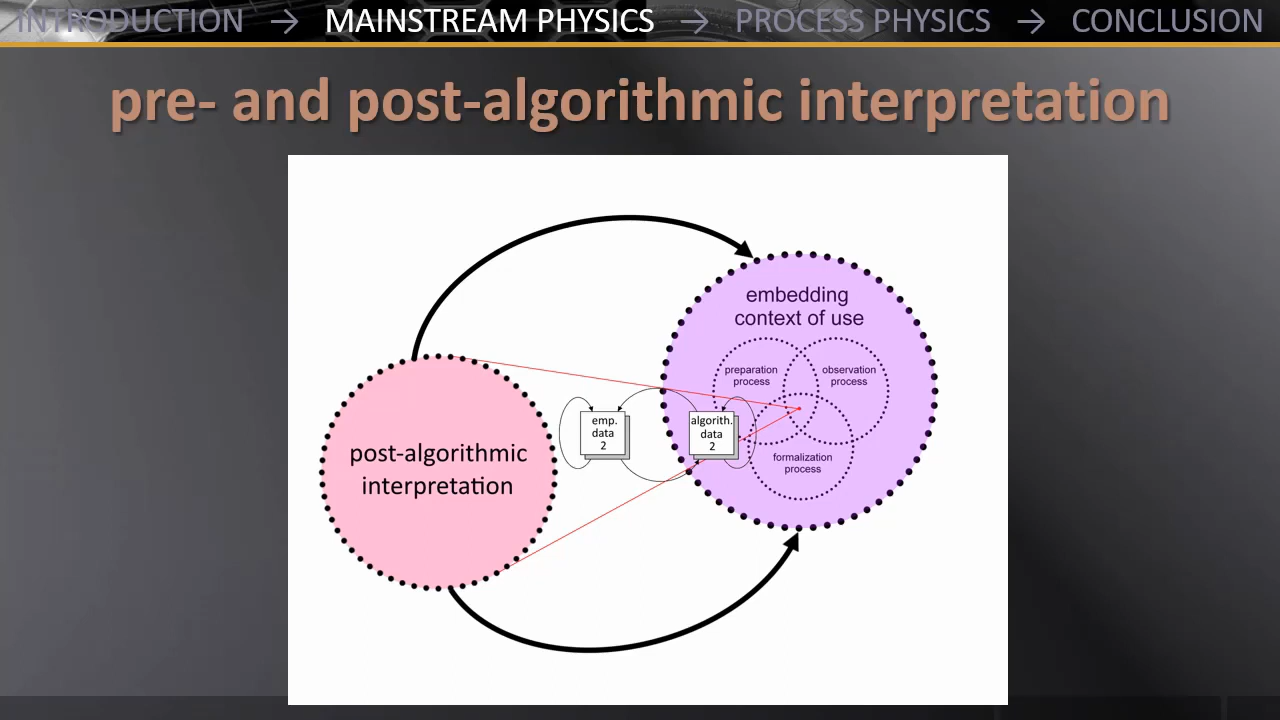 INTRODUCTION → MAINSTREAM PHYSICS → PROCESS PHYSICS → CONCLUSION
pre- and post-algorithmic interpretation
embedding
context of use
preparation
process
observation
process
emp.
data
2
algorith.
data
2
post-algorithmic
interpretation
formalization
process